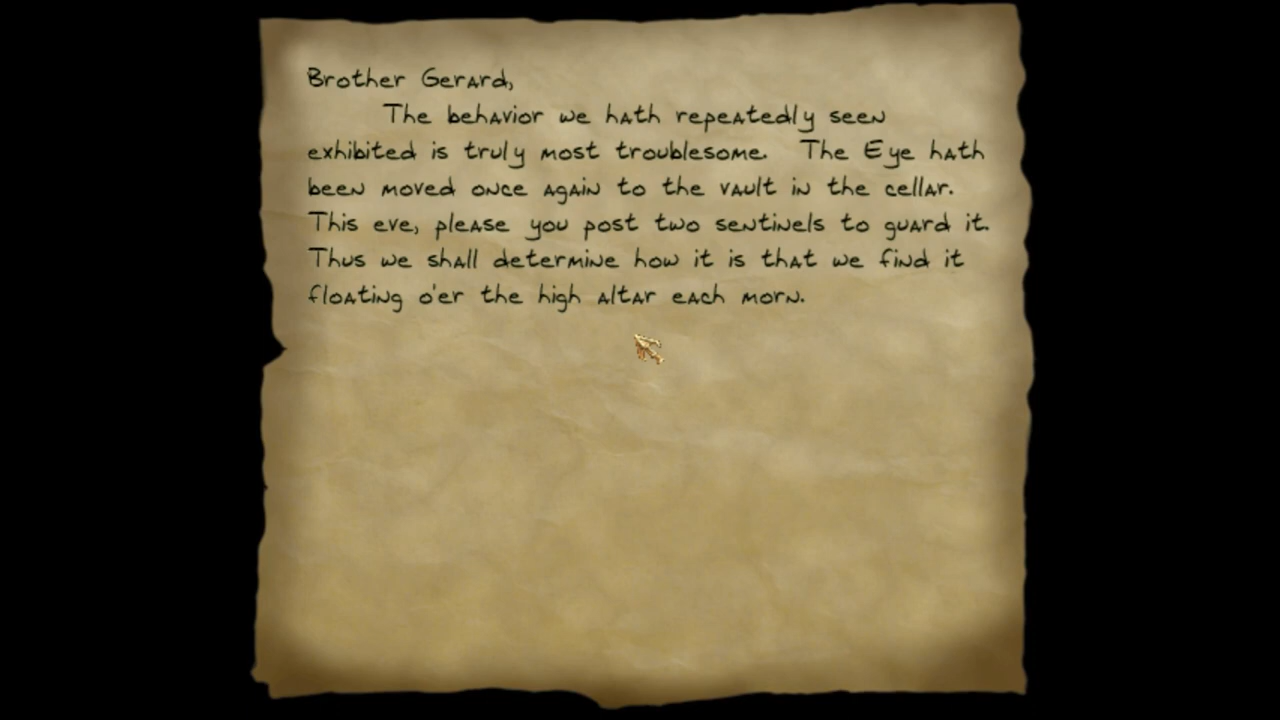 Brother Gerard,
The behavior we hath repeatedly seen
exhibited is truly most troublesome. The Eye hath
been moved once again to the vault in the cellar.
This eve, please you post two sentinels to guard it.
Thus we shall determine how it is that we find it
floating o'er the high altar each morn.